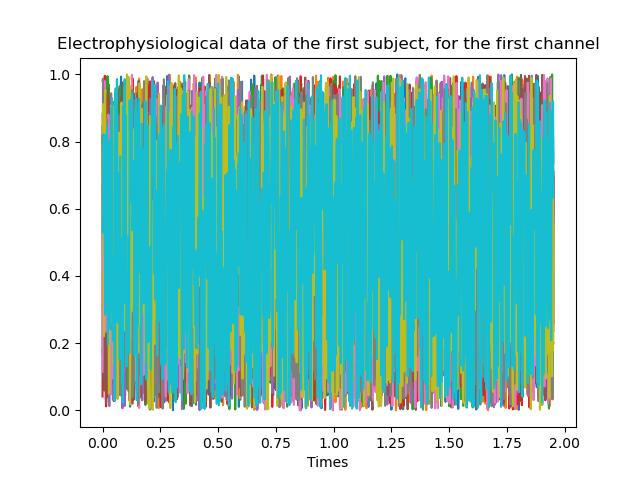 Electrophysiological data of the first subject, for the first channel
1.0
0.8
0.6
0.4
0.2
0.0
0.00 0.25 0.50 0.75 1.00 1.25 1.50 1.75 2.00
Times